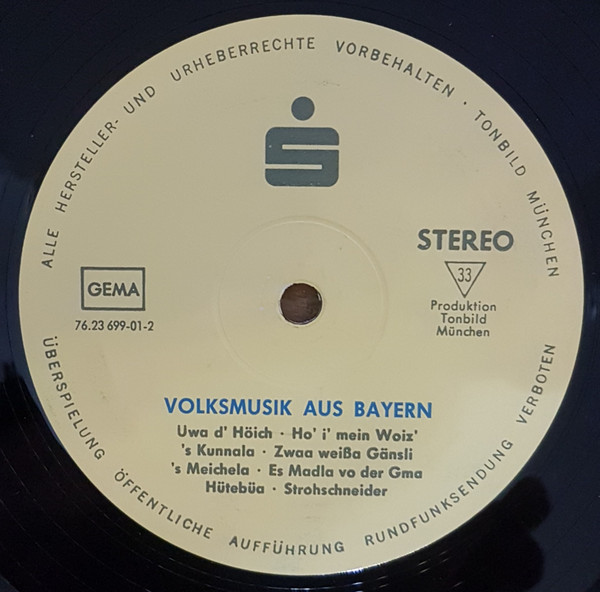 ALLE HERSTELLER- UND URHEBERRECHTE VORBEHALTEN · TONBILD MÜNCHEN
STEREO
33
GEMA
Produktion
Tonbild
München
76.23 699-01-2
VOLKSMUSIK AUS BAYERN
Uwa d' Höich · Ho' i' mein Woiz'
's Kunnala · Zwaa weißa Gänsli
's Meichela · Es Madla vo der Gma
Hütebüa · Strohschneider
ÜBERSPIELUNG ÖFFENTLICHE AUFFÜHRUNG RUNDFUNKSENDUNG VERBOTEN